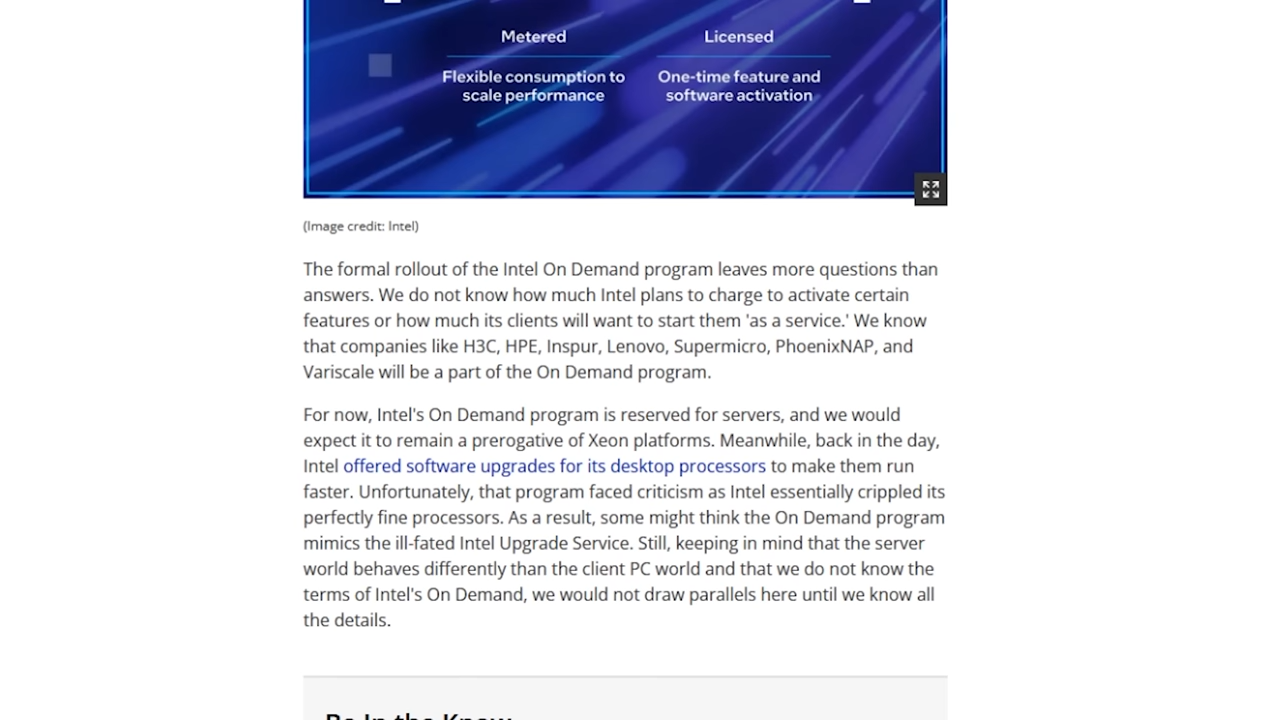 Metered
Licensed
Flexible consumption to
scale performance
One-time feature and
software activation
(Image credit: Intel)
The formal rollout of the Intel On Demand program leaves more questions than
answers. We do not know how much Intel plans to charge to activate certain
features or how much its clients will want to start them 'as a service.' We know
that companies like H3C, HPE, Inspur, Lenovo, Supermicro, PhoenixNAP, and
Variscale will be a part of the On Demand program.
For now, Intel's On Demand program is reserved for servers, and we would
expect it to remain a prerogative of Xeon platforms. Meanwhile, back in the day,
Intel offered software upgrades for its desktop processors to make them run
faster. Unfortunately, that program faced criticism as Intel essentially crippled its
perfectly fine processors. As a result, some might think the On Demand program
mimics the ill-fated Intel Upgrade Service. Still, keeping in mind that the server
world behaves differently than the client PC world and that we do not know the
terms of Intel's On Demand, we would not draw parallels here until we know all
the details.
Be In the Know